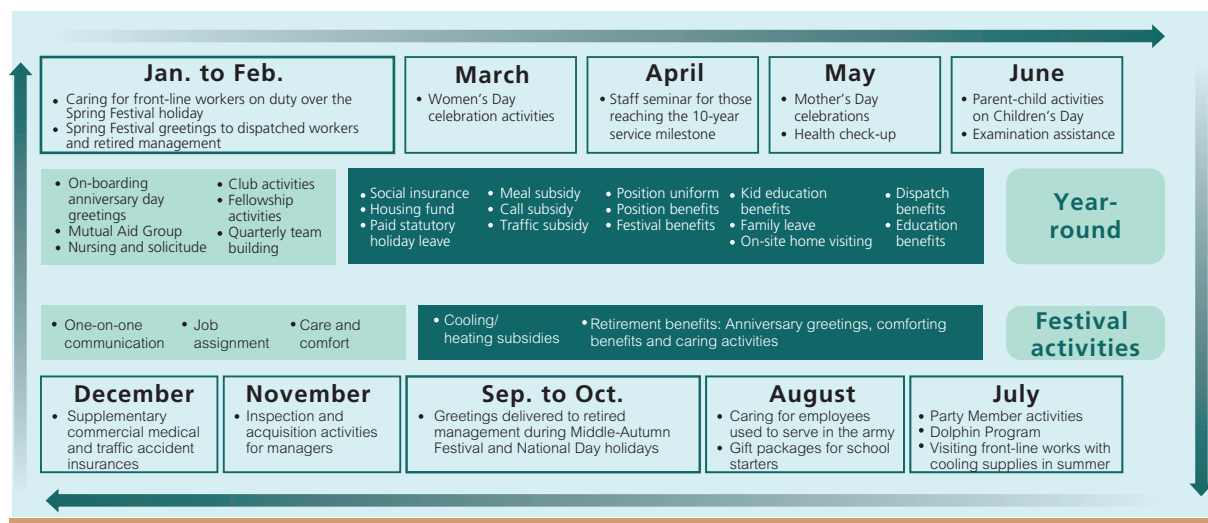 Jan. to Feb.
• Caring for front-line workers on duty over the
Spring Festival holiday
• Spring Festival greetings to dispatched workers
and retired management
March
• Women's Day
celebration activities
April
• Staff seminar for those
reaching the 10-year
service milestone
May
• Mother's Day
celebrations
• Health check-up
June
• Parent-child activities
on Children's Day
• Examination assistance
• On-boarding
anniversary day
greetings
• Mutual Aid Group
• Nursing and solicitude
• Club activities
• Fellowship
activities
• Quarterly team
building
• Social insurance
• Housing fund
• Paid statutory
holiday leave
• Meal subsidy
• Call subsidy
• Traffic subsidy
• Position uniform
• Position benefits
• Festival benefits
• Kid education
benefits
• Family leave
• On-site home visiting
• Dispatch
benefits
• Education
benefits
Year-
round
• One-on-one
communication
• Job
assignment
• Care and
comfort
• Cooling/
heating subsidies
• Retirement benefits: Anniversary greetings, comforting
benefits and caring activities
Festival
activities
December
• Supplementary
commercial medical
and traffic accident
insurances
November
• Inspection and
acquisition activities
for managers
Sep. to Oct.
• Greetings delivered to retired
management during Middle-Autumn
Festival and National Day holidays
August
• Caring for employees
used to serve in the army
• Gift packages for school
starters
July
• Party Member activities
• Dolphin Program
• Visiting front-line works with
cooling supplies in summer